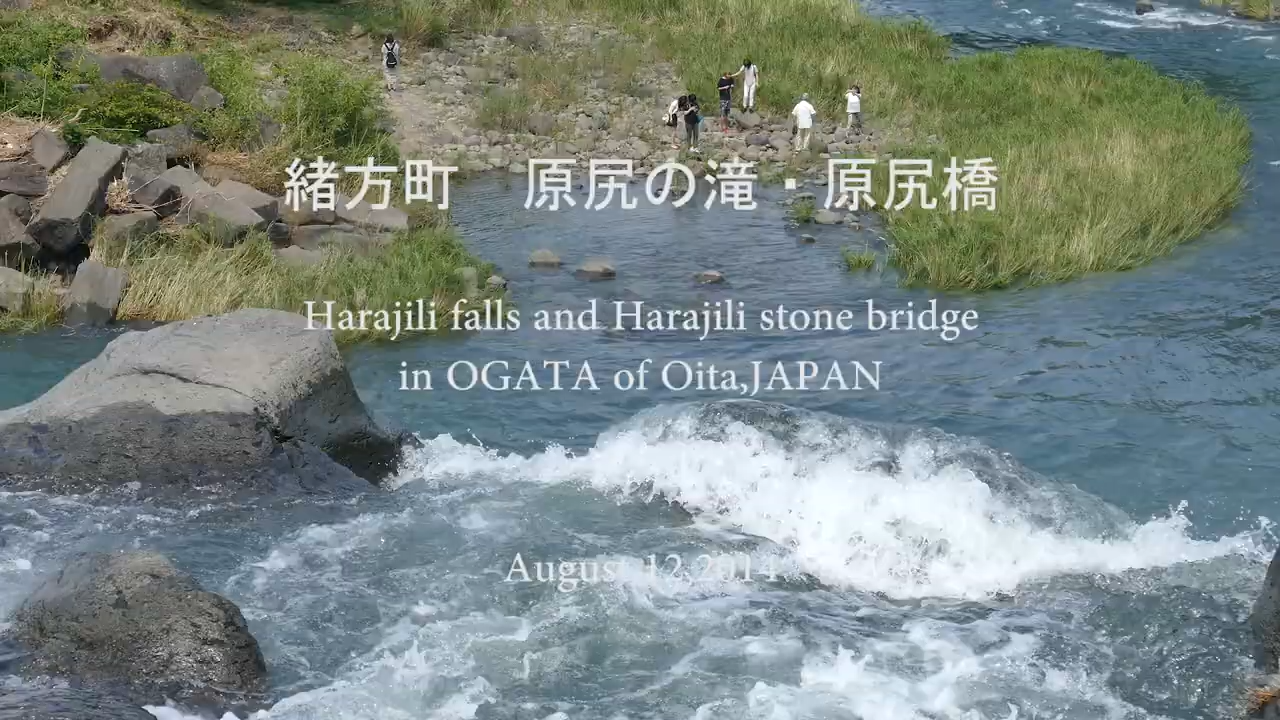 緒方町　原尻の滝・原尻橋
Harajili falls and Harajili stone bridge
in OGATA of Oita,JAPAN
August 12,2014